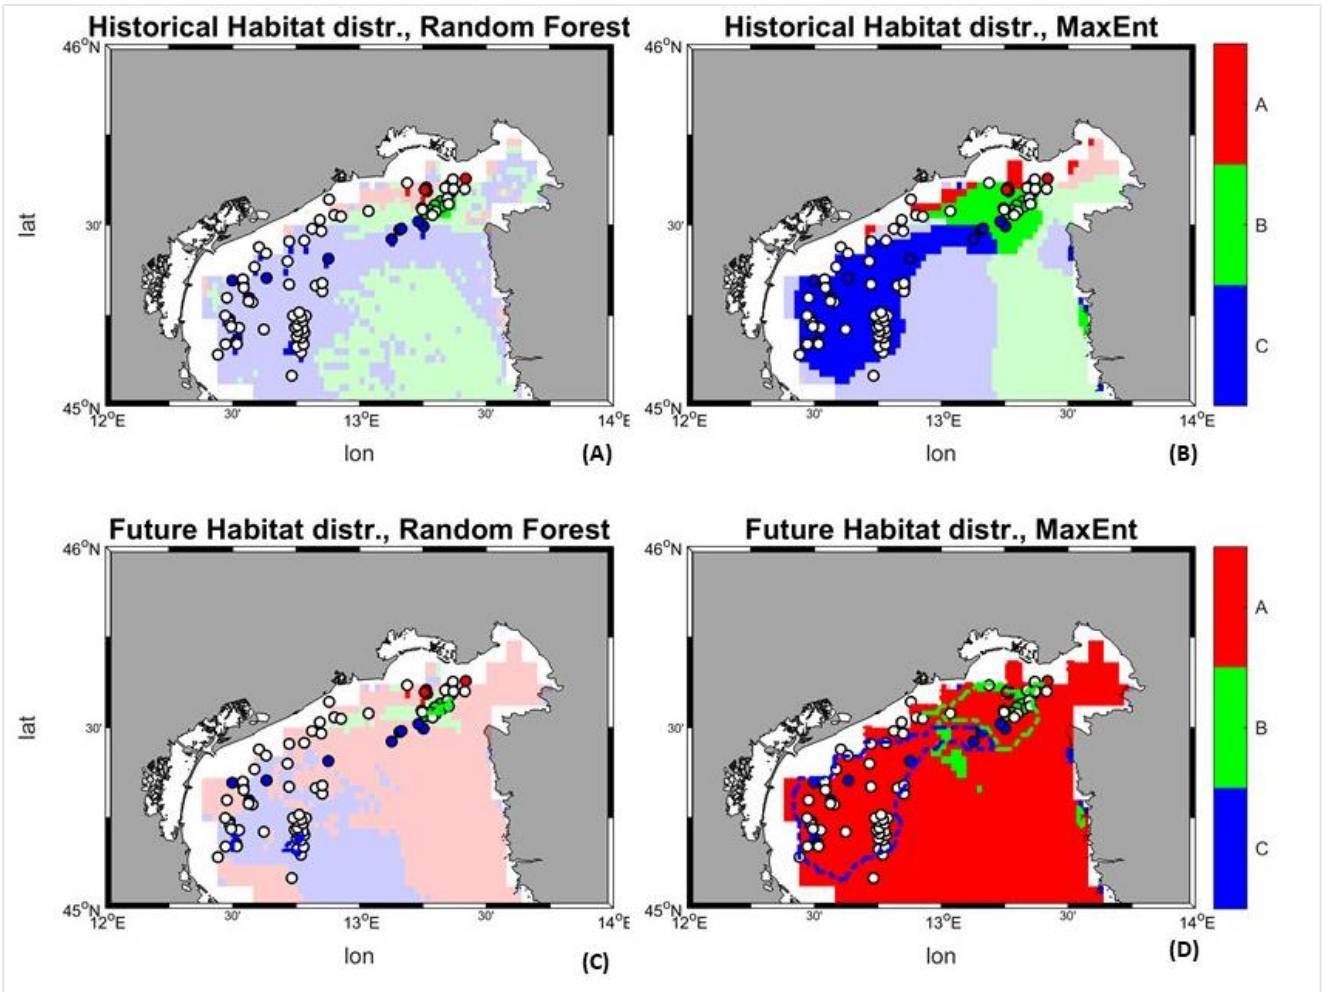 Historical Habitat distr., Random Forest
Historical Habitat distr., MaxEnt
46°N
46°N
A
lat
30'
30'
B
C
45°N
45°N
12°E
30'
13°E
30'
14°E
12°E
30'
13°E
30'
14°E
lon
(A)
lon
(B)
Future Habitat distr., Random Forest
Future Habitat distr., MaxEnt
46°N
46°N
A
lat
30'
30'
B
C
45°N
45°N
12°E
30'
13°E
30'
14°E
12°E
30'
13°E
30'
14°E
lon
(C)
lon
(D)